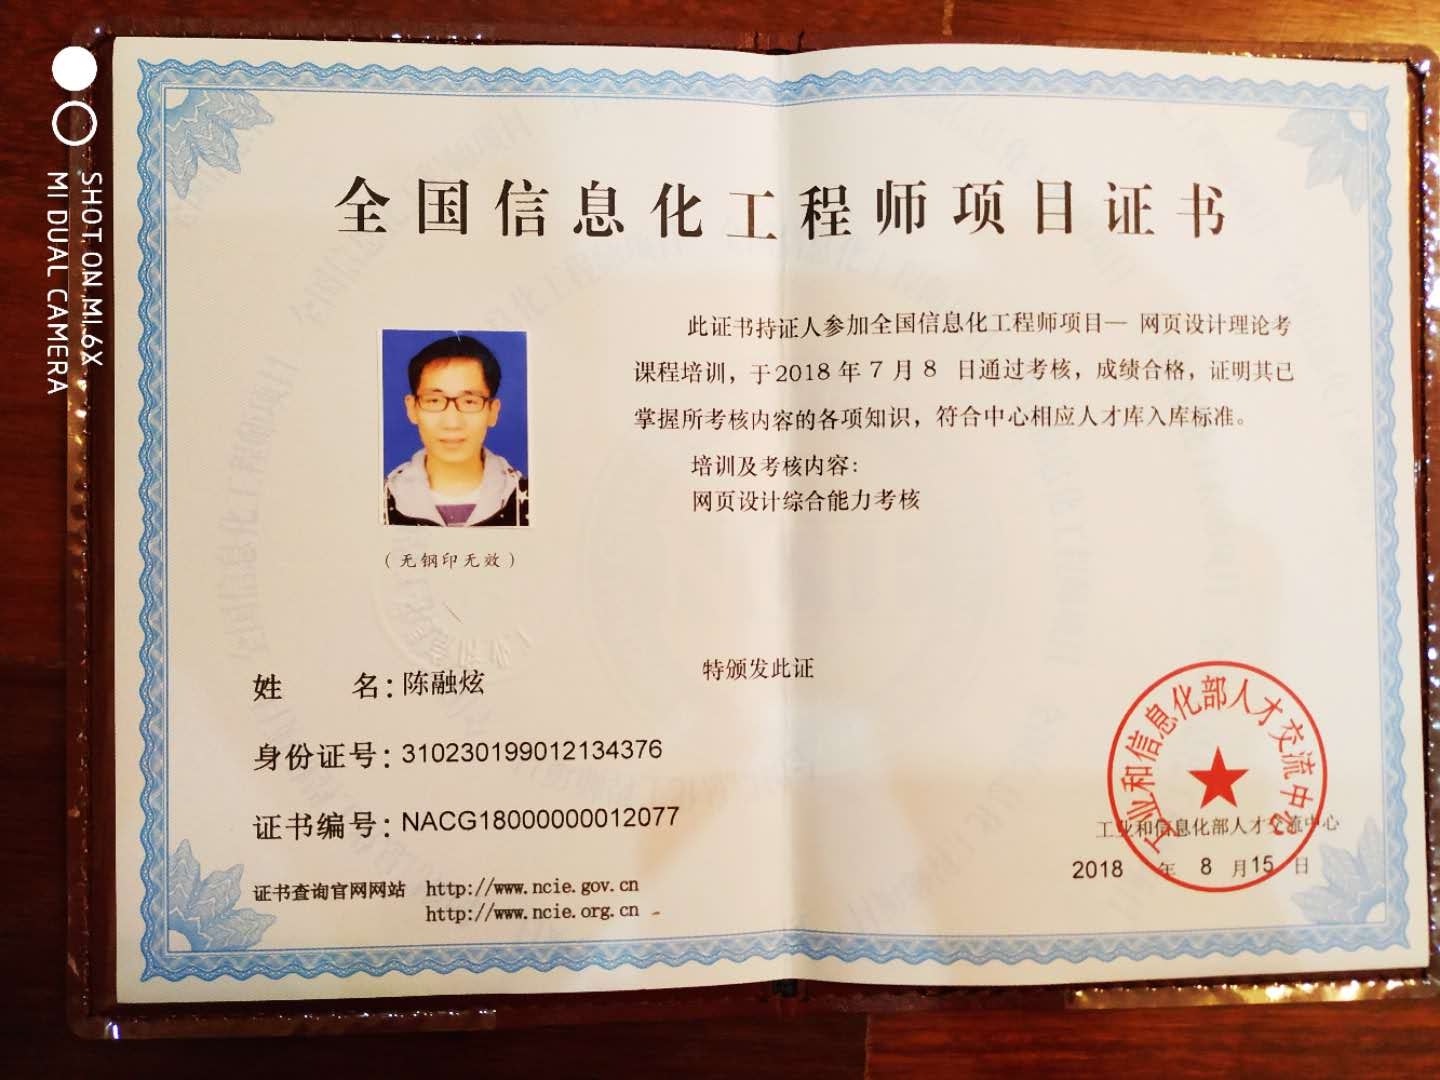 SHOT ON MI 6X
MI DUAL CAMERA
全国信息化工程师项目证书
此证书持证人参加全国信息化工程师项目— 网页设计理论考
课程培训，于2018年7月8 日通过考核，成绩合格，证明其已
掌握所考核内容的各项知识，符合中心相应人才库入库标准。
培训及考核内容：
网页设计综合能力考核
（无钢印无效）
特颁发此证
姓 名：陈融炫
身份证号：310230199012134376
证书编号：NACG18000000012077
证书查询官网网站 http://www.ncie.gov.cn
http://www.ncie.org.cn
工业和信息化部人才交流中心
工业和信息化部人才交流中心
2018 年 8 月15 日